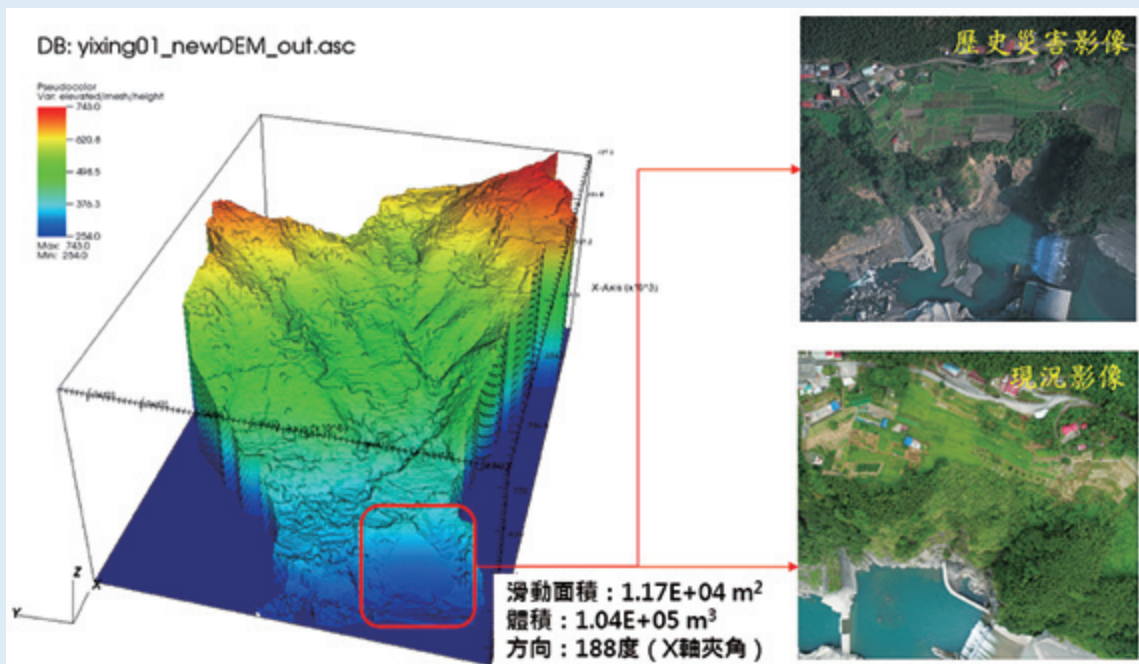 DB: yixing01_newDEM_out.asc
Pseudocolor
Var: elevated/mesh/height
743.0
620.8
498.5
376.3
254.0
Max: 743.0
Min: 254.0
X-Axis (x10^3)
Z
X
Y
歷史災害影像
現況影像
滑動面積：1.17E+04 m²
體積：1.04E+05 m³
方向：188度（X軸夾角）